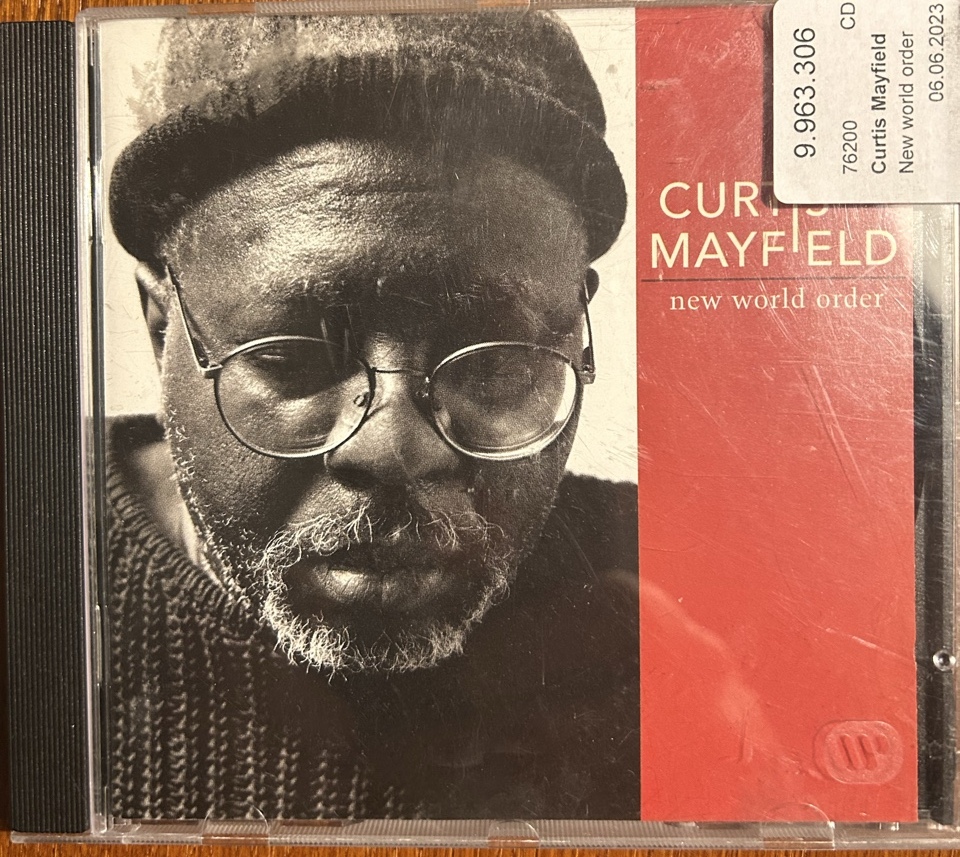 9.963.306
76200 CD
Curtis Mayfield
New world order
06.06.2023
CURTIS
MAYFIELD
new world order